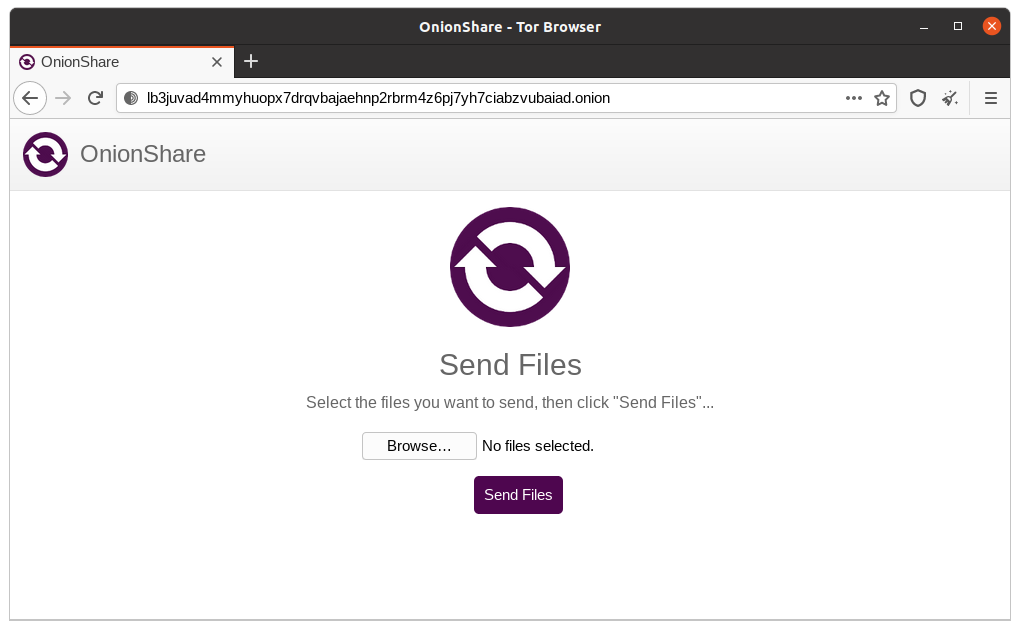 OnionShare - Tor Browser
OnionShare
lb3juvad4mmyhuopx7drqvbajaehnp2rbrm4z6pj7yh7ciabzvubaiad.onion
OnionShare
Send Files
Select the files you want to send, then click "Send Files"...
Browse… No files selected.
Send Files